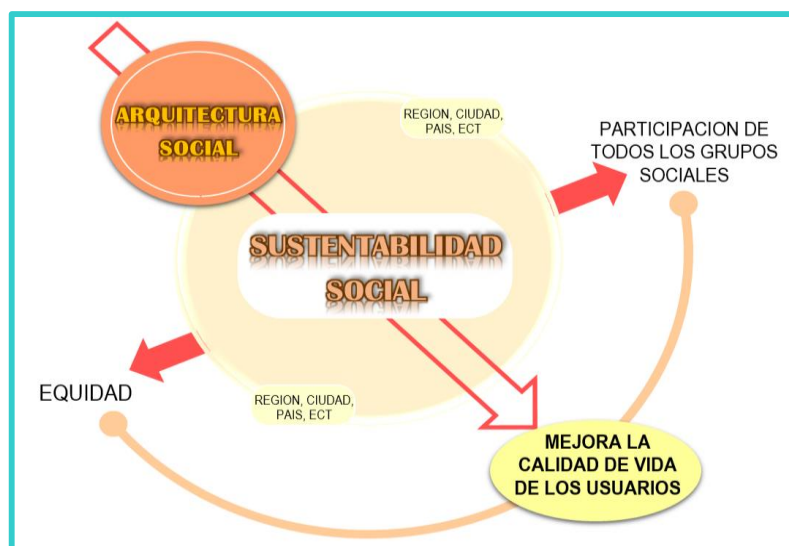 ARQUITECTURA
SOCIAL
REGION, CIUDAD,
PAIS, ECT
PARTICIPACION DE
TODOS LOS GRUPOS
SOCIALES
SUSTENTABILIDAD
SOCIAL
EQUIDAD
REGION, CIUDAD,
PAIS, ECT
MEJORA LA
CALIDAD DE VIDA
DE LOS USUARIOS